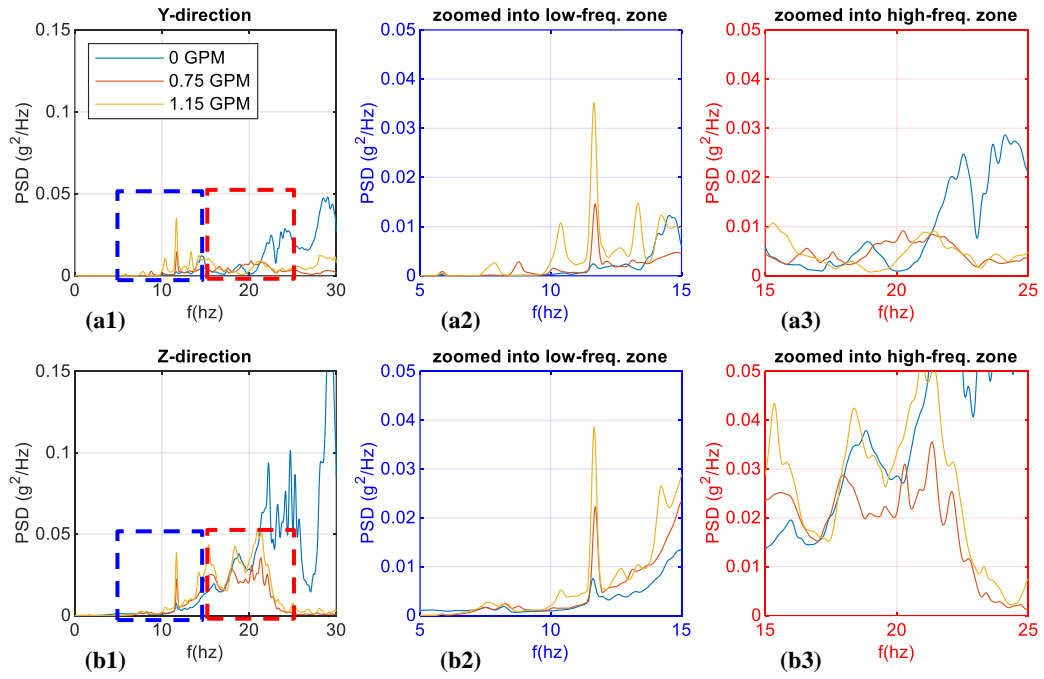 Y-direction
zoomed into low-freq. zone
zoomed into high-freq. zone
0.15
0.1
0.05
0
PSD (g²/Hz)
0 GPM
0.75 GPM
1.15 GPM
0 10 20 30
f(hz)
(a1)
0.05
0.04
0.03
0.02
0.01
0
PSD (g²/Hz)
5 10 15
f(hz)
(a2)
0.05
0.04
0.03
0.02
0.01
0
PSD (g²/Hz)
15 20 25
f(hz)
(a3)
Z-direction
zoomed into low-freq. zone
zoomed into high-freq. zone
0.15
0.1
0.05
0
PSD (g²/Hz)
0 10 20 30
f(hz)
(b1)
0.05
0.04
0.03
0.02
0.01
0
PSD (g²/Hz)
5 10 15
f(hz)
(b2)
0.05
0.04
0.03
0.02
0.01
0
PSD (g²/Hz)
15 20 25
f(hz)
(b3)